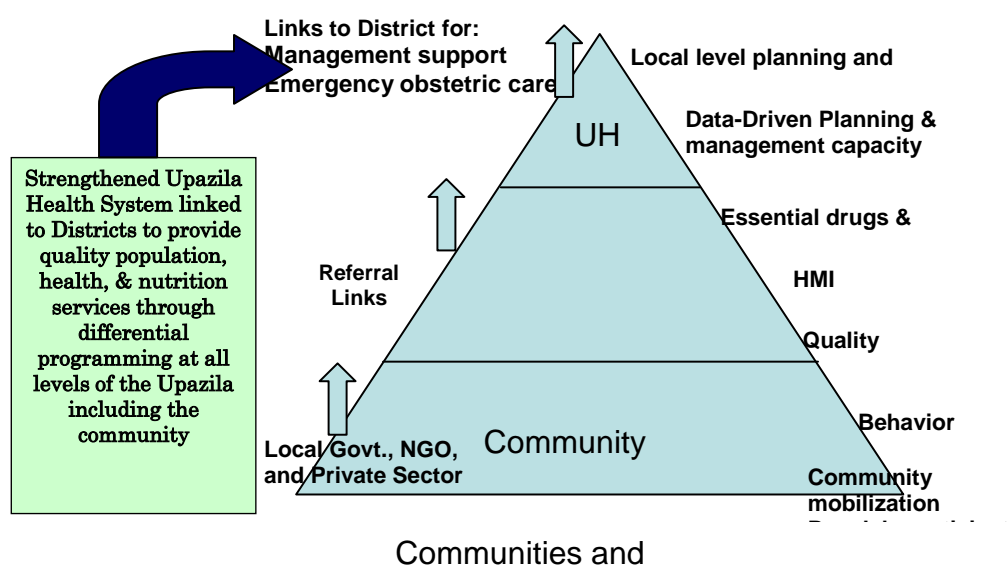 Links to District for:
Management support
Emergency obstetric care
Local level planning and
UH
Data-Driven Planning &
management capacity
Strengthened Upazila
Health System linked
to Districts to provide
quality population,
health, & nutrition
services through
differential
programming at all
levels of the Upazila
including the
community
Essential drugs &
Referral
Links
HMI
Quality
Behavior
Community
Local Govt., NGO,
and Private Sector
Community
mobilization
Communities and